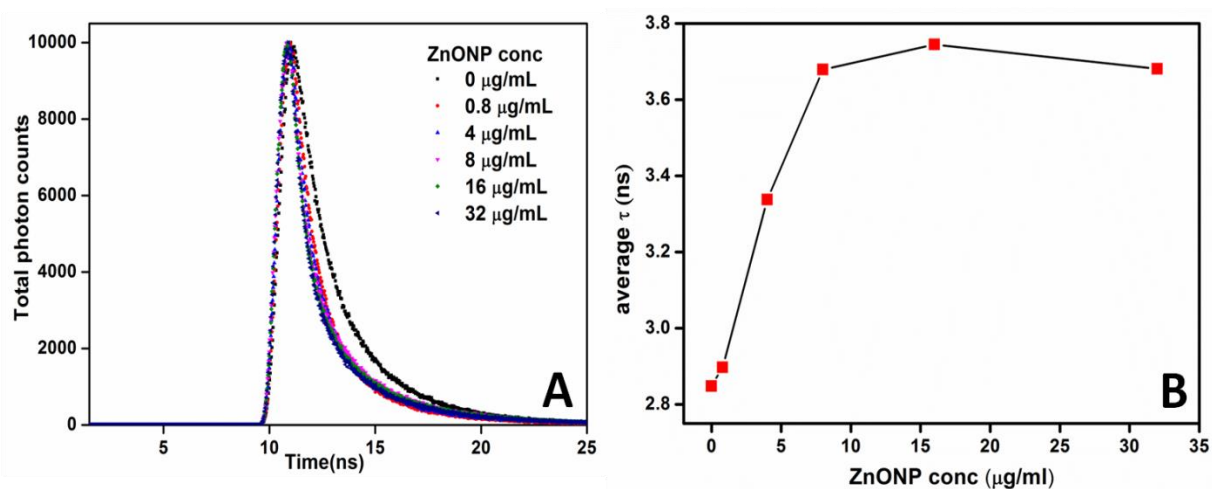 10000
8000
6000
4000
2000
0
Total photon counts
5
10
15
20
25
Time(ns)
ZnONP conc
0 μg/mL
0.8 μg/mL
4 μg/mL
8 μg/mL
16 μg/mL
32 μg/mL
A
3.8
3.6
3.4
3.2
3.0
2.8
average τ (ns)
0
5
10
15
20
25
30
35
ZnONP conc (μg/ml)
B